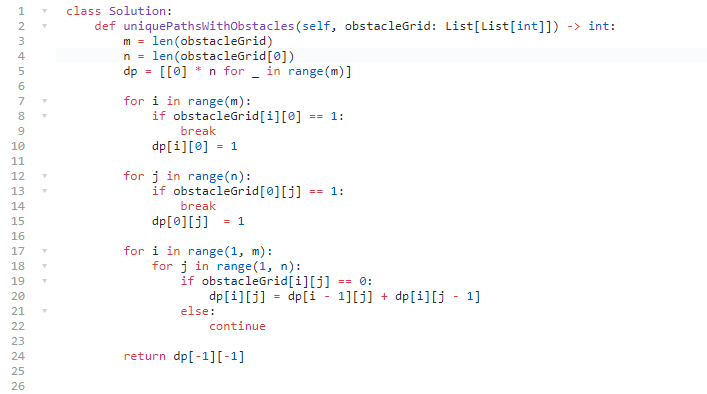 1 class Solution:
2     def uniquePathsWithObstacles(self, obstacleGrid: List[List[int]]) -> int:
3         m = len(obstacleGrid)
4         n = len(obstacleGrid[0])
5         dp = [[0] * n for _ in range(m)]
6
7         for i in range(m):
8             if obstacleGrid[i][0] == 1:
9                 break
10             dp[i][0] = 1
11
12         for j in range(n):
13             if obstacleGrid[0][j] == 1:
14                 break
15             dp[0][j]  = 1
16
17         for i in range(1, m):
18             for j in range(1, n):
19                 if obstacleGrid[i][j] == 0:
20                     dp[i][j] = dp[i - 1][j] + dp[i][j - 1]
21                 else:
22                     continue
23
24         return dp[-1][-1]
25
26